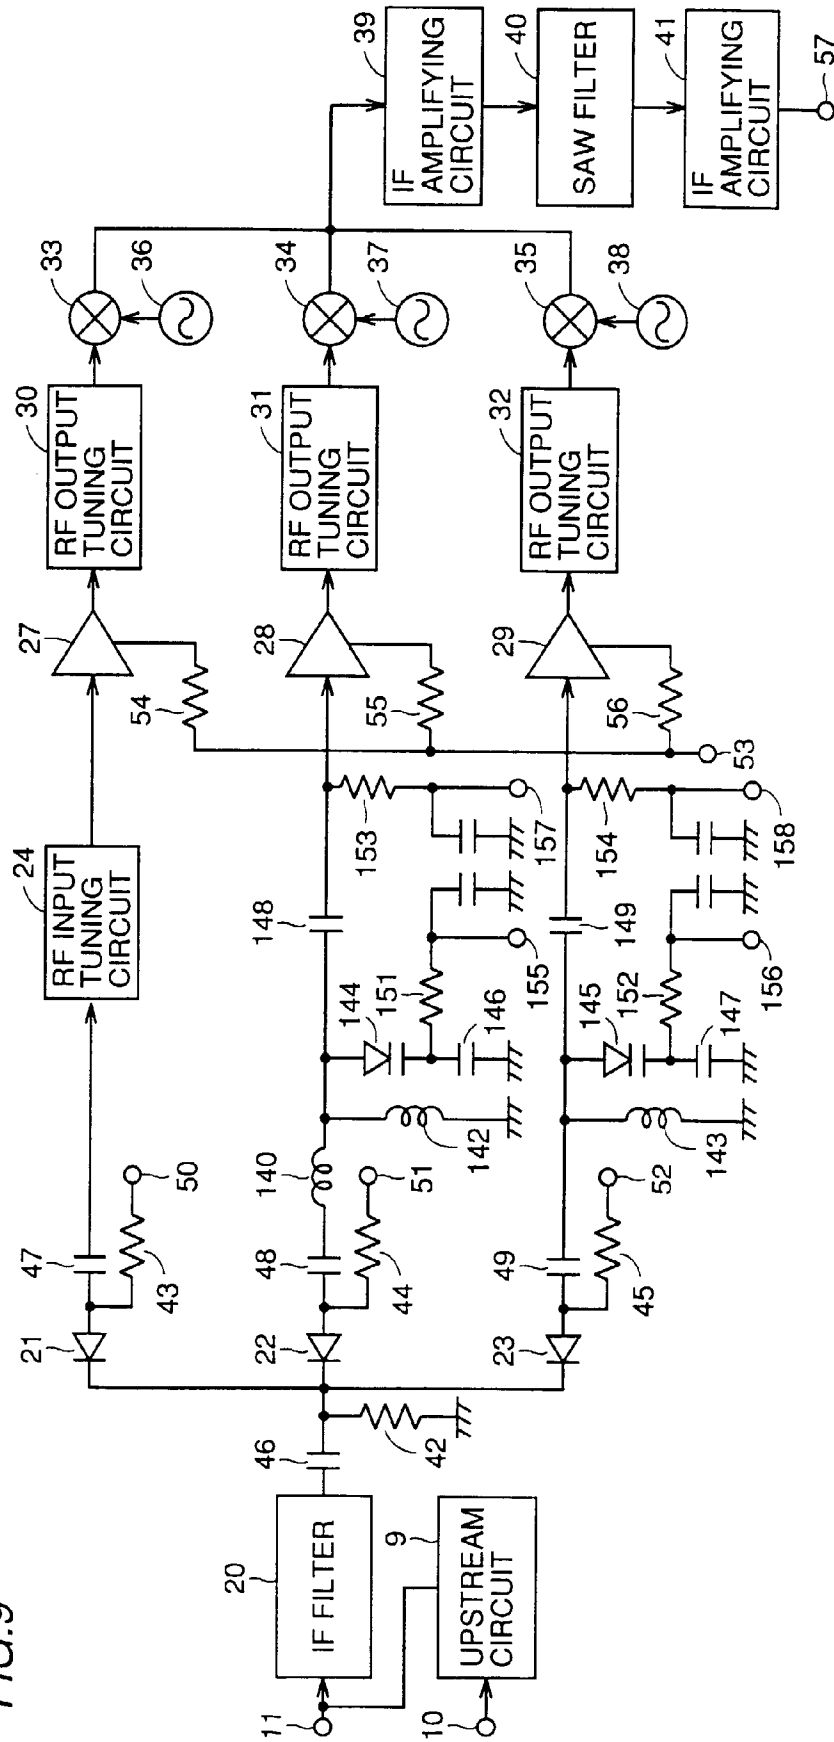 FIG.9
11
10
20
IF FILTER
9
UPSTREAM
CIRCUIT
46
42
21
22
23
47
43
50
48
44
51
49
45
52
140
142
143
144
145
146
147
148
149
151
152
153
154
155
156
157
158
24
RF INPUT
TUNING
CIRCUIT
27
28
29
54
55
56
53
30
RF OUTPUT
TUNING
CIRCUIT
31
RF OUTPUT
TUNING
CIRCUIT
32
RF OUTPUT
TUNING
CIRCUIT
33
36
34
37
35
38
39
IF
AMPLIFYING
CIRCUIT
40
SAW FILTER
41
IF
AMPLIFYING
CIRCUIT
57